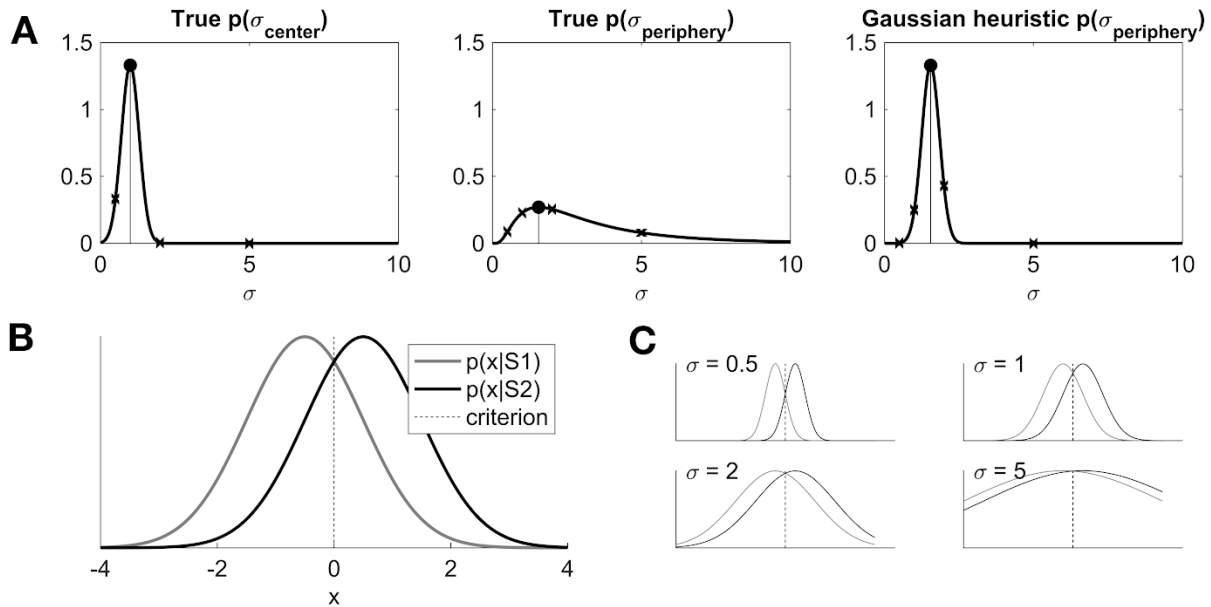 A
True p(σcenter)
1.5
1
0.5
0
0 5 10
σ
True p(σperiphery)
1.5
1
0.5
0
0 5 10
σ
Gaussian heuristic p(σperiphery)
1.5
1
0.5
0
0 5 10
σ
B
p(x|S1)
p(x|S2)
criterion
-4 -2 0 2 4
x
C
σ = 0.5
σ = 1
σ = 2
σ = 5